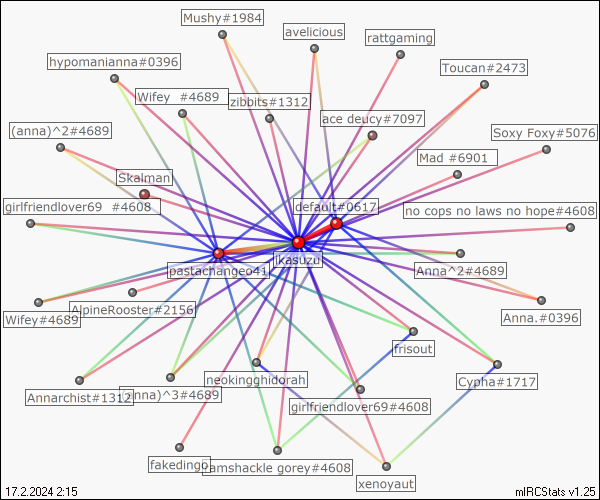 Mushy#1984
avelicious
rattgaming
hypomanianna#0396
Toucan#2473
Wifey #4689
zibbits#1312
ace deucy#7097
(anna)^2#4689
Soxy Foxy#5076
Mad #6901
Skalman
girlfriendlover69 #4608
default#0617
no cops no laws no hope#4608
pastachangeo41
ikasuzu
Anna^2#4689
Wifey#4689
AlpineRooster#2156
Anna.#0396
frisout
Annarchist#1312
nna)^3#4689
neokingghidorah
Cypha#1717
girlfriendlover69#4608
fakedingo
amshackle gorey#4608
xenoyaut
17.2.2024 2:15
mIRCStats v1.25